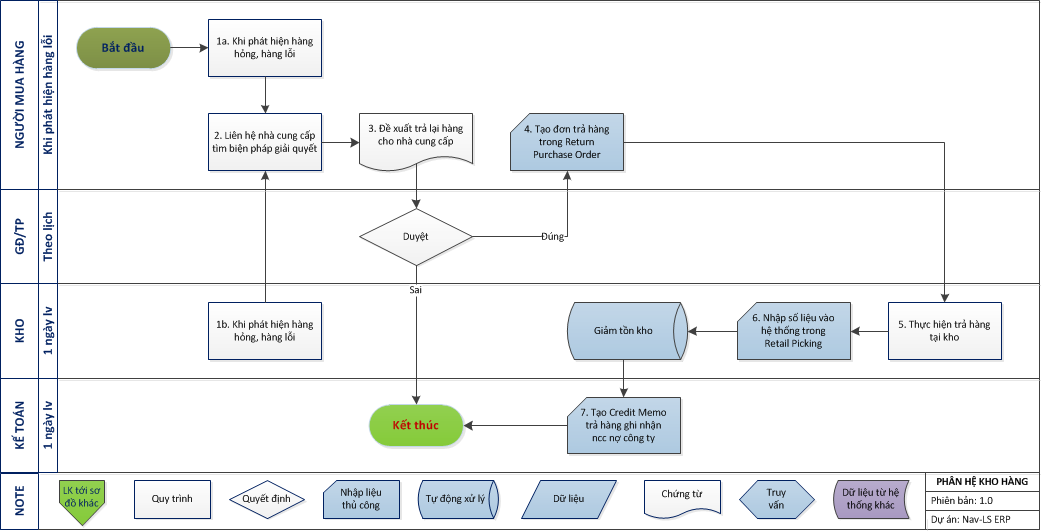 NGƯỜI MUA HÀNG
Khi phát hiện hàng lỗi
Bắt đầu
1a. Khi phát hiện hàng
hỏng, hàng lỗi
2. Liên hệ nhà cung cấp
tìm biện pháp giải quyết
3. Đề xuất trả lại hàng
cho nhà cung cấp
4. Tạo đơn trả hàng
trong Return
Purchase Order
GĐ/TP
Theo lịch
Duyệt
Đúng
Sai
KHO
1 ngày lv
1b. Khi phát hiện hàng
hỏng, hàng lỗi
Giảm tồn kho
6. Nhập số liệu vào
hệ thống trong
Retail Picking
5. Thực hiện trả hàng
tại kho
KẾ TOÁN
1 ngày lv
Kết thúc
7. Tạo Credit Memo
trả hàng ghi nhận
ncc nợ công ty
NOTE
LK tới sơ
đồ khác
Quy trình
Quyết định
Nhập liệu
thủ công
Tự động xử lý
Dữ liệu
Chứng từ
Truy
vấn
Dữ liệu từ hệ
thống khác
PHÂN HỆ KHO HÀNG
Phiên bản: 1.0
Dự án: Nav-LS ERP